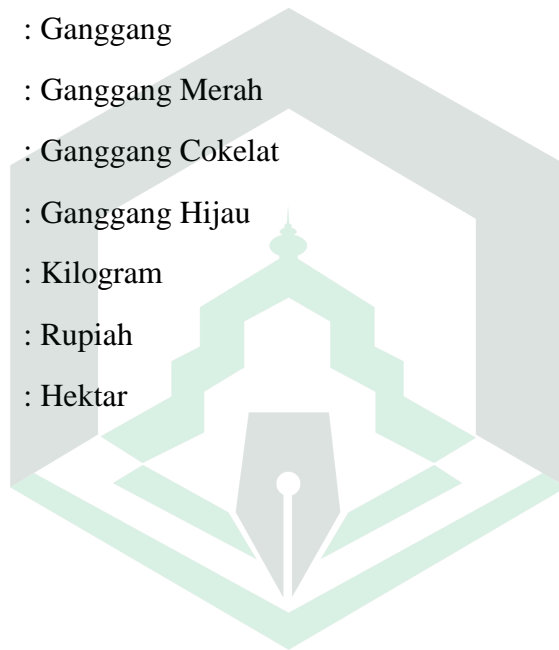 : Ganggang
: Ganggang Merah
: Ganggang Cokelat
: Ganggang Hijau
: Kilogram
: Rupiah
: Hektar